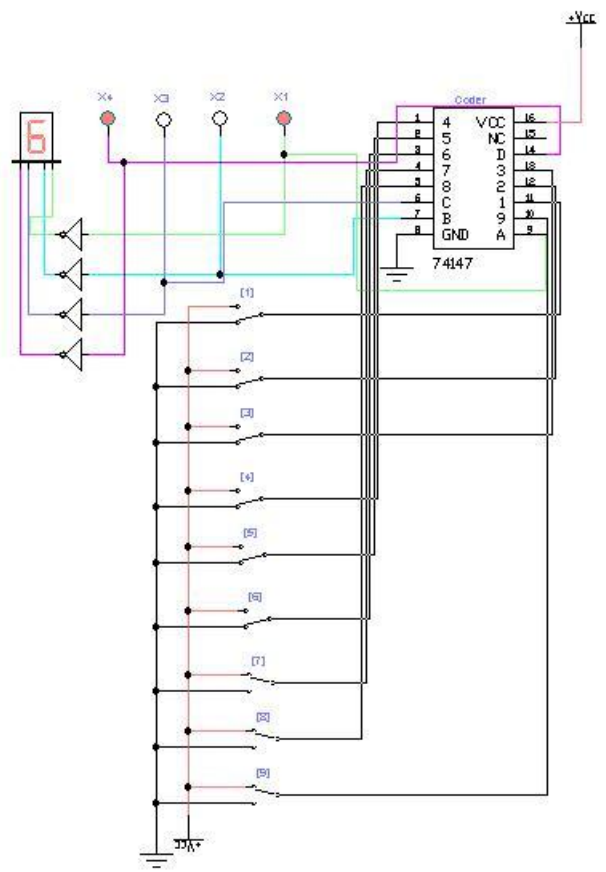 +Vcc
Coder
X4 X3 X2 X1
6
1 4 VCC 16
2 5 NC 15
3 6 D 14
4 7 3 13
5 8 2 12
6 C 1 11
7 B 9 10
8 GND A 9
74147
[1]
[2]
[3]
[4]
[5]
[6]
[7]
[8]
[9]
+Vcc